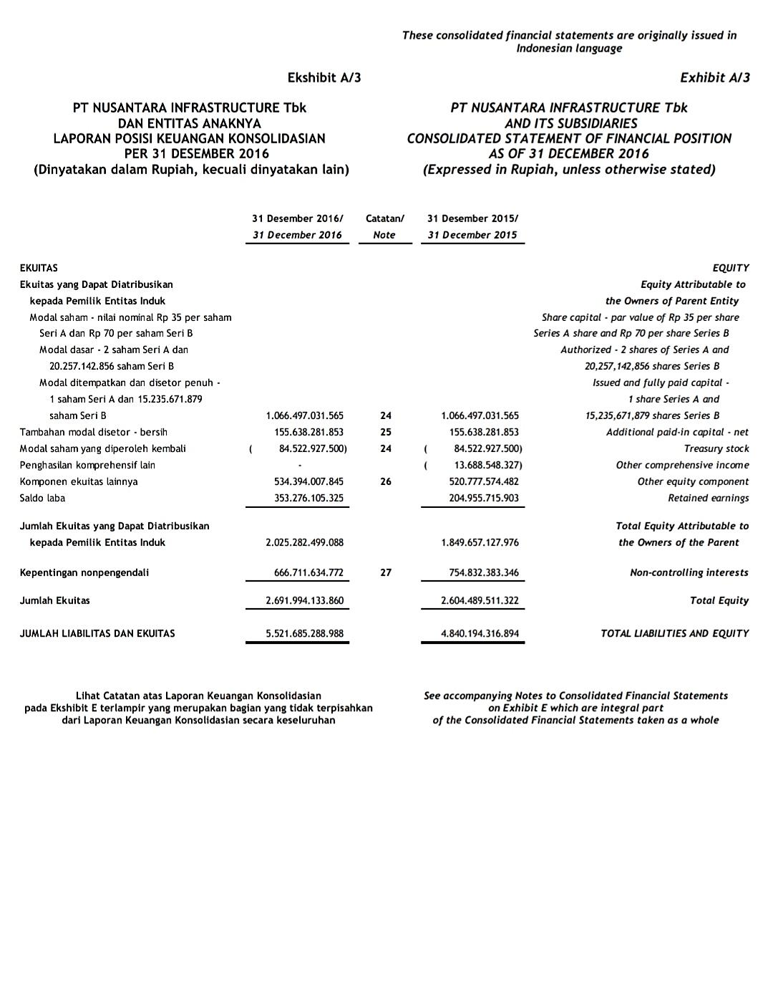 These consolidated financial statements are originally issued in
Indonesian language
Ekshibit A/3 Exhibit A/3
PT NUSANTARA INFRASTRUCTURE Tbk PT NUSANTARA INFRASTRUCTURE Tbk
DAN ENTITAS ANAKNYA AND ITS SUBSIDIARIES
LAPORAN POSISI KEUANGAN KONSOLIDASIAN CONSOLIDATED STATEMENT OF FINANCIAL POSITION
PER 31 DESEMBER 2016 AS OF 31 DECEMBER 2016
(Dinyatakan dalam Rupiah, kecuali dinyatakan lain) (Expressed in Rupiah, unless otherwise stated)
31 Desember 2016/ Catatan/ 31 Desember 2015/
31 December 2016 Note 31 December 2015
EKUITAS EQUITY
Ekuitas yang Dapat Diatribusikan Equity Attributable to
kepada Pemilik Entitas Induk the Owners of Parent Entity
Modal saham - nilai nominal Rp 35 per saham Share capital - par value of Rp 35 per share
Seri A dan Rp 70 per saham Seri B Series A share and Rp 70 per share Series B
Modal dasar - 2 saham Seri A dan Authorized - 2 shares of Series A and
20.257.142.856 saham Seri B 20,257,142,856 shares Series B
Modal ditempatkan dan disetor penuh - Issued and fully paid capital -
1 saham Seri A dan 15.235.671.879 1 share Series A and
saham Seri B 1.066.497.031.565 24 1.066.497.031.565 15,235,671,879 shares Series B
Tambahan modal disetor - bersih 155.638.281.853 25 155.638.281.853 Additional paid-in capital - net
Modal saham yang diperoleh kembali ( 84.522.927.500) 24 ( 84.522.927.500) Treasury stock
Penghasilan komprehensif lain - ( 13.688.548.327) Other comprehensive income
Komponen ekuitas lainnya 534.394.007.845 26 520.777.574.482 Other equity component
Saldo laba 353.276.105.325 204.955.715.903 Retained earnings
Jumlah Ekuitas yang Dapat Diatribusikan Total Equity Attributable to
kepada Pemilik Entitas Induk 2.025.282.499.088 1.849.657.127.976 the Owners of the Parent
Kepentingan nonpengendali 666.711.634.772 27 754.832.383.346 Non-controlling interests
Jumlah Ekuitas 2.691.994.133.860 2.604.489.511.322 Total Equity
JUMLAH LIABILITAS DAN EKUITAS 5.521.685.288.988 4.840.194.316.894 TOTAL LIABILITIES AND EQUITY
Lihat Catatan atas Laporan Keuangan Konsolidasian See accompanying Notes to Consolidated Financial Statements
pada Ekshibit E terlampir yang merupakan bagian yang tidak terpisahkan on Exhibit E which are integral part
dari Laporan Keuangan Konsolidasian secara keseluruhan of the Consolidated Financial Statements taken as a whole